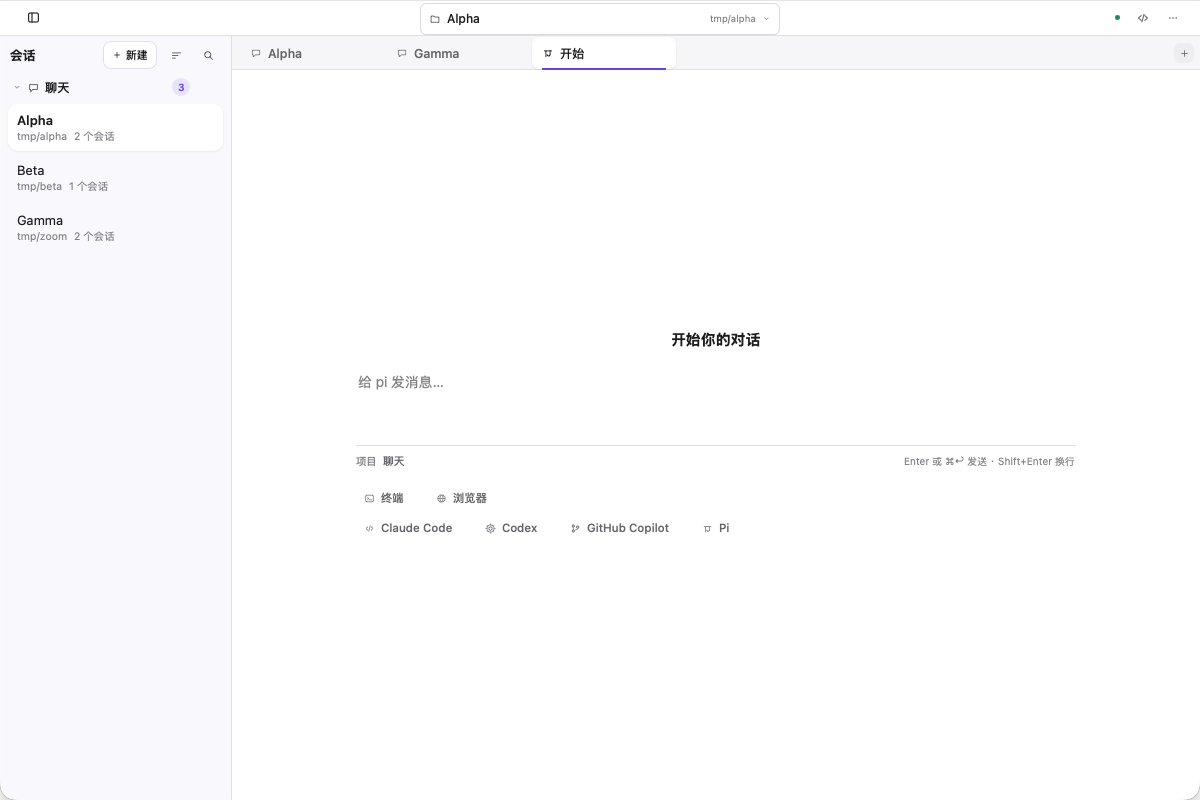 Alpha tmp/alpha
会话 新建
聊天 3
Alpha
tmp/alpha 2 个会话
Beta
tmp/beta 1 个会话
Gamma
tmp/zoom 2 个会话
Alpha Gamma 开始
开始你的对话
给 pi 发消息...
项目 聊天 Enter 或 ⌘↩ 发送 · Shift+Enter 换行
终端 浏览器
Claude Code Codex GitHub Copilot Pi